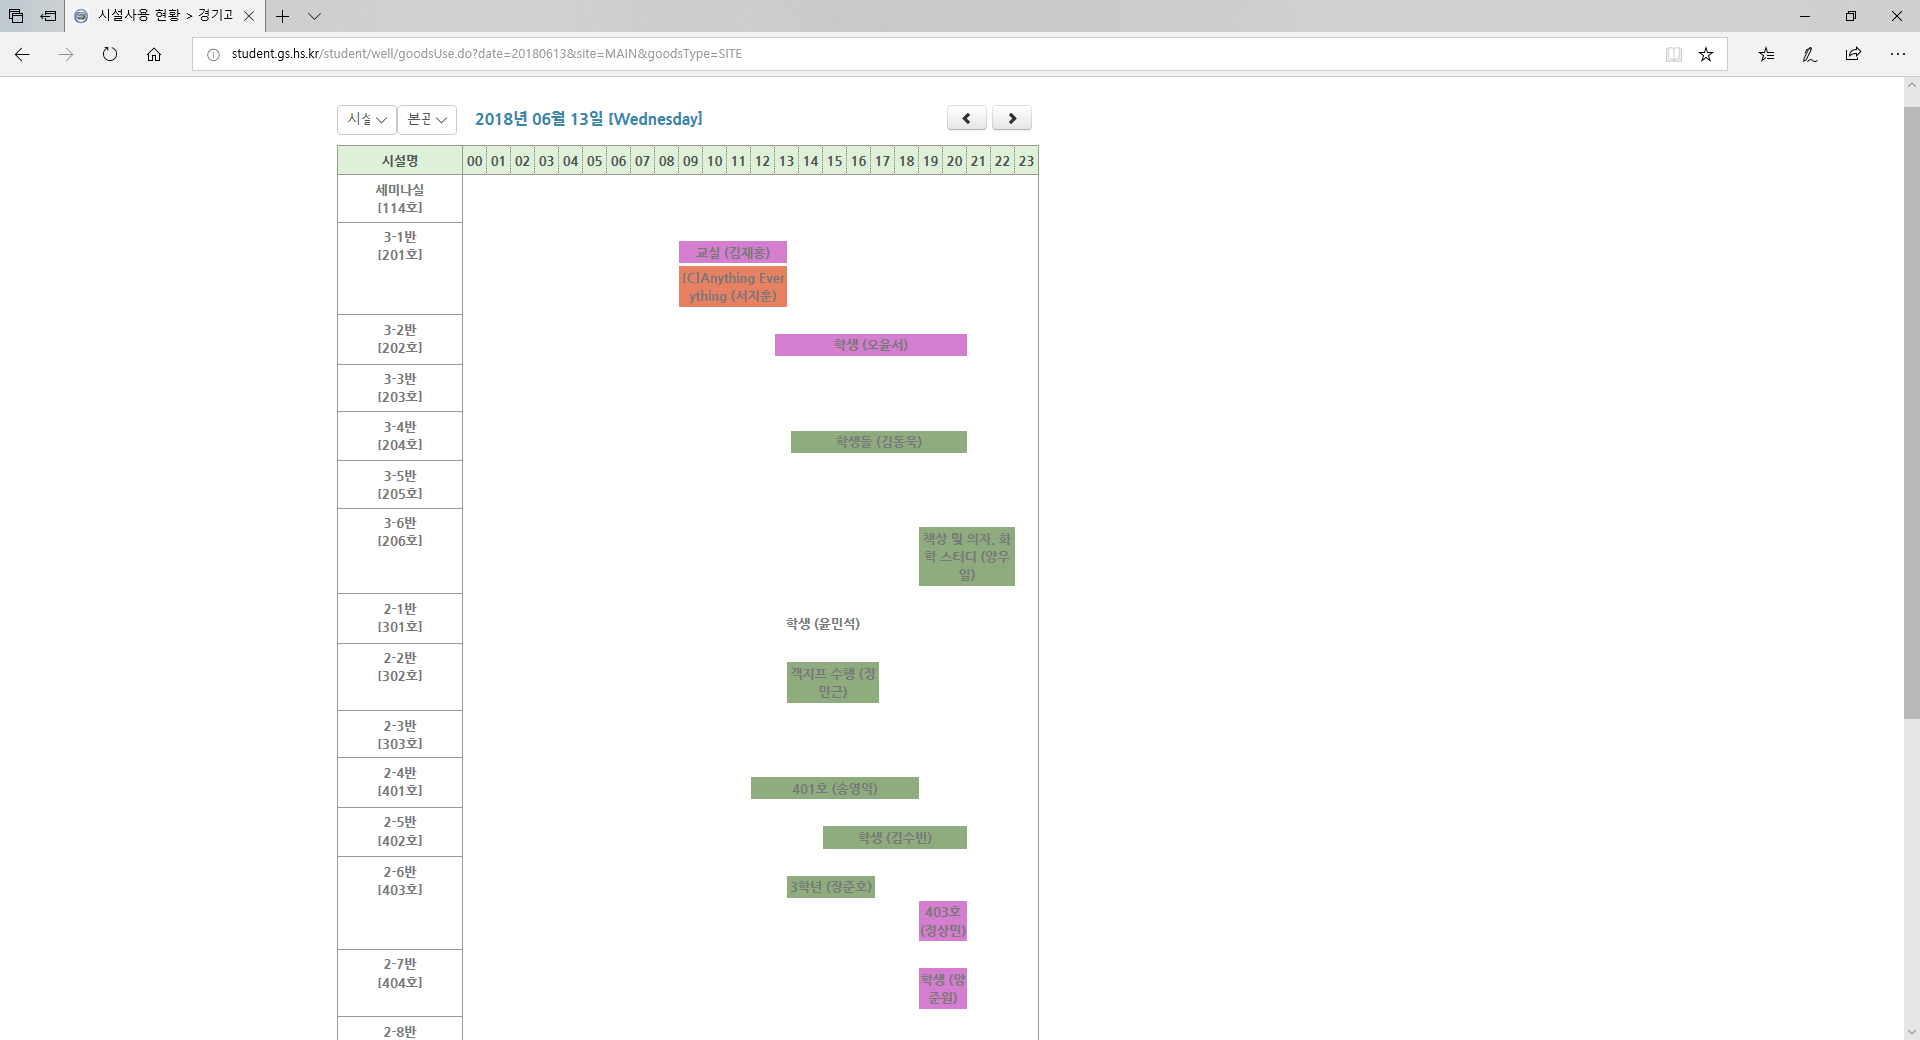 시설사용 현황 > 경기고
student.gs.hs.kr/student/well/goodsUse.do?date=20180613&site=MAIN&goodsType=SITE
시설 본관 2018년 06월 13일 [Wednesday]
시설명 00 01 02 03 04 05 06 07 08 09 10 11 12 13 14 15 16 17 18 19 20 21 22 23
세미나실
[114호]
3-1반
[201호]
교실 (김재홍)
[C]Anything Ever
ything (서지훈)
3-2반
[202호]
학생 (오윤서)
3-3반
[203호]
3-4반
[204호]
학생들 (김동욱)
3-5반
[205호]
3-6반
[206호]
책상 및 의자, 화
학 스터디 (양우
일)
2-1반
[301호]
학생 (윤민석)
2-2반
[302호]
객지프 수행 (정
민근)
2-3반
[303호]
2-4반
[401호]
401호 (송영익)
2-5반
[402호]
학생 (김수빈)
2-6반
[403호]
3학년 (장준호)
403호
(정상민)
2-7반
[404호]
학생 (양
준원)
2-8반